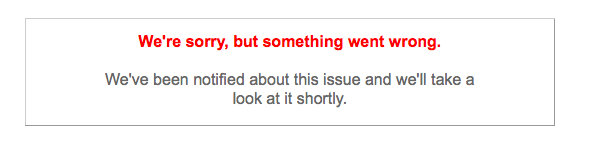 We're sorry, but something went wrong.
We've been notified about this issue and we'll take a
look at it shortly.